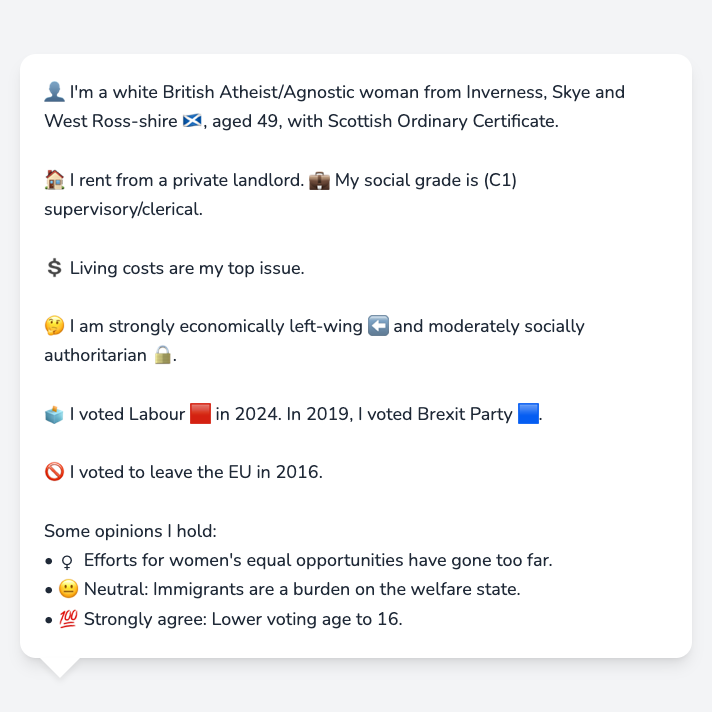 👤 I'm a white British Atheist/Agnostic woman from Inverness, Skye and
West Ross-shire 🏴󠁧󠁢󠁳󠁣󠁴󠁿, aged 49, with Scottish Ordinary Certificate.
🏠 I rent from a private landlord. 💼 My social grade is (C1)
supervisory/clerical.
💲 Living costs are my top issue.
🤔 I am strongly economically left-wing ⬅️ and moderately socially
authoritarian 🔒.
🗳️ I voted Labour 🟥 in 2024. In 2019, I voted Brexit Party 🟦.
🚫 I voted to leave the EU in 2016.
Some opinions I hold:
• ♀ Efforts for women's equal opportunities have gone too far.
• 😐 Neutral: Immigrants are a burden on the welfare state.
• 💯 Strongly agree: Lower voting age to 16.